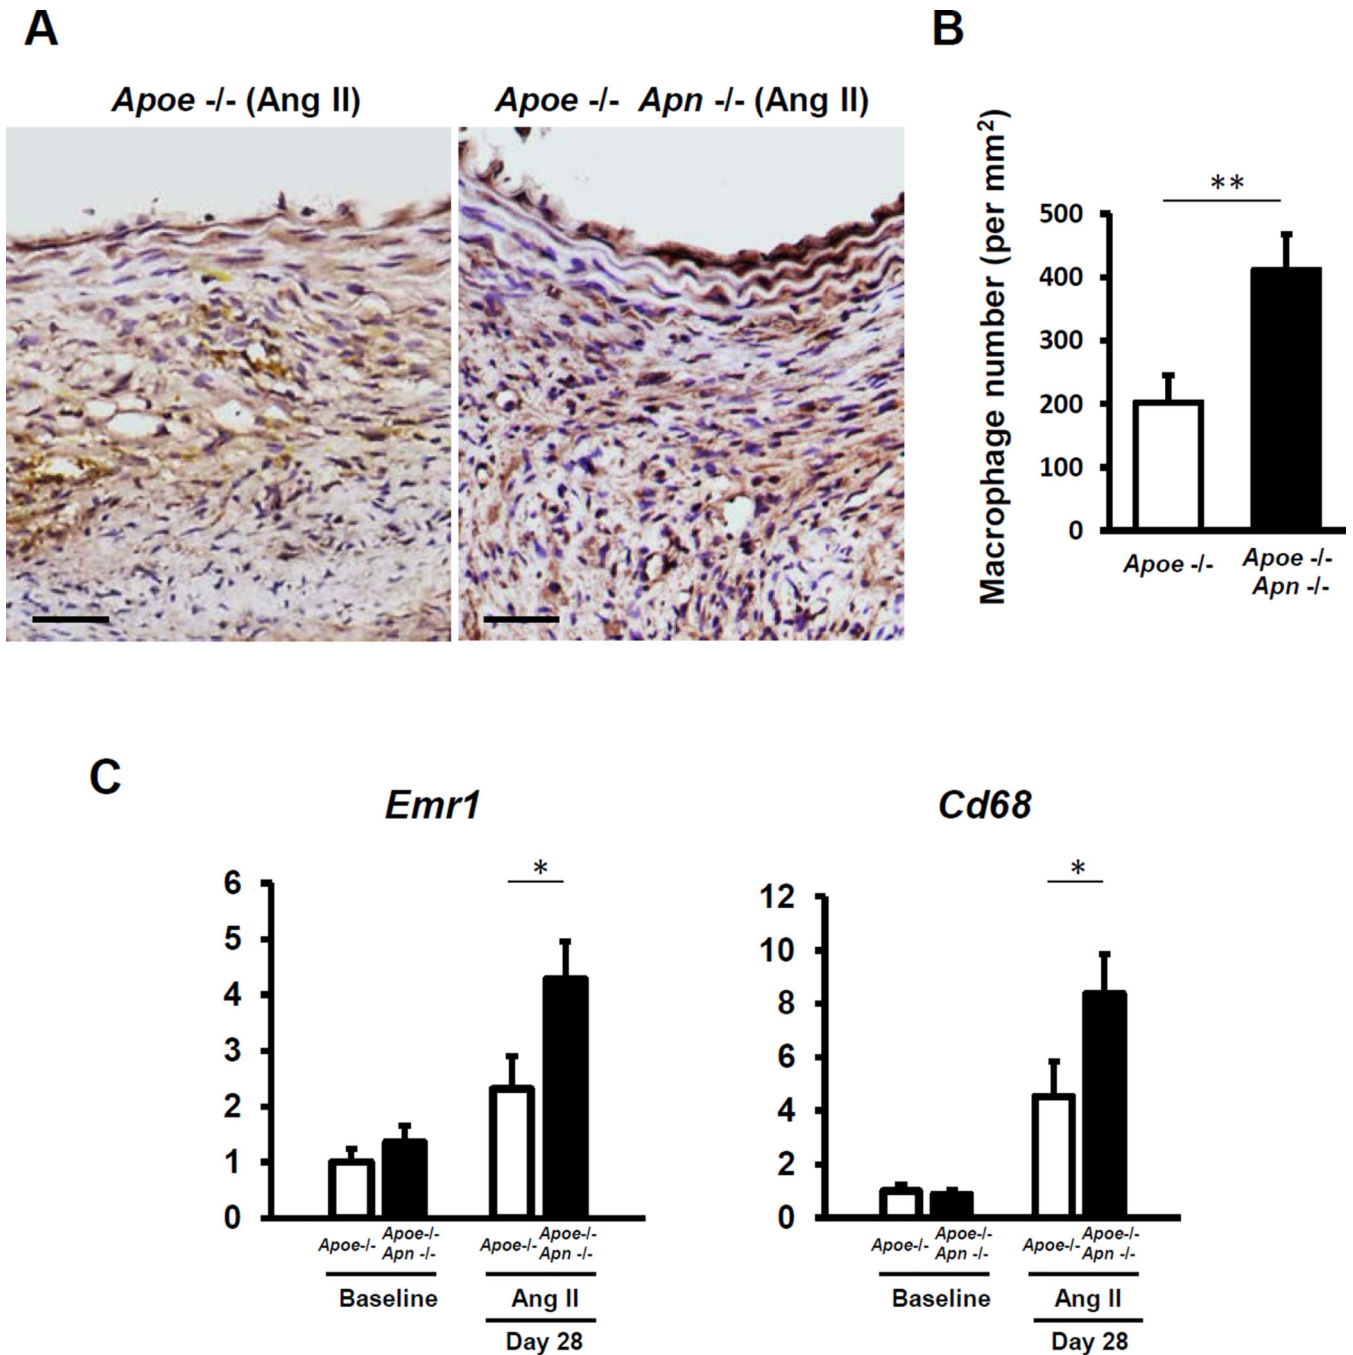 A
Apoe -/- (Ang II)
Apoe -/- Apn -/- (Ang II)
B
Macrophage number (per mm²)
**
500
400
300
200
100
0
Apoe -/-
Apoe -/-
Apn -/-
C
Emr1
*
6
5
4
3
2
1
0
Apoe-/-
Apoe-/-
Apn -/-
Apoe-/-
Apoe-/-
Apn -/-
Baseline
Ang II
Day 28
Cd68
*
12
10
8
6
4
2
0
Apoe-/-
Apoe-/-
Apn -/-
Apoe-/-
Apoe-/-
Apn -/-
Baseline
Ang II
Day 28